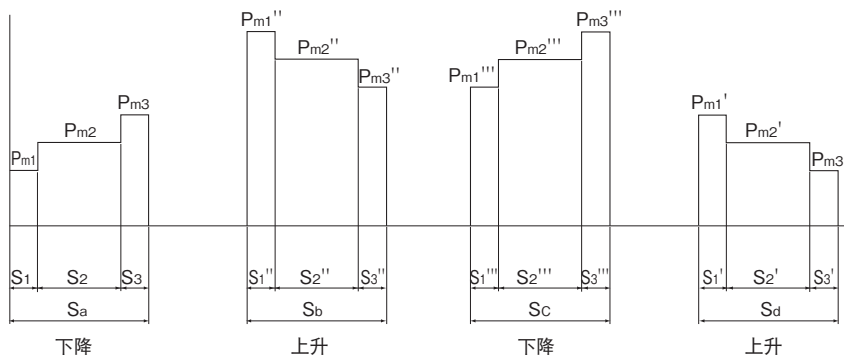 Pm1 Pm2 Pm3
Pm1'' Pm2'' Pm3''
Pm1''' Pm2''' Pm3'''
Pm1' Pm2' Pm3
S1 S2 S3 S1'' S2'' S3'' S1''' S2''' S3''' S1' S2' S3'
Sa Sb SC Sd
下降 上升 下降 上升